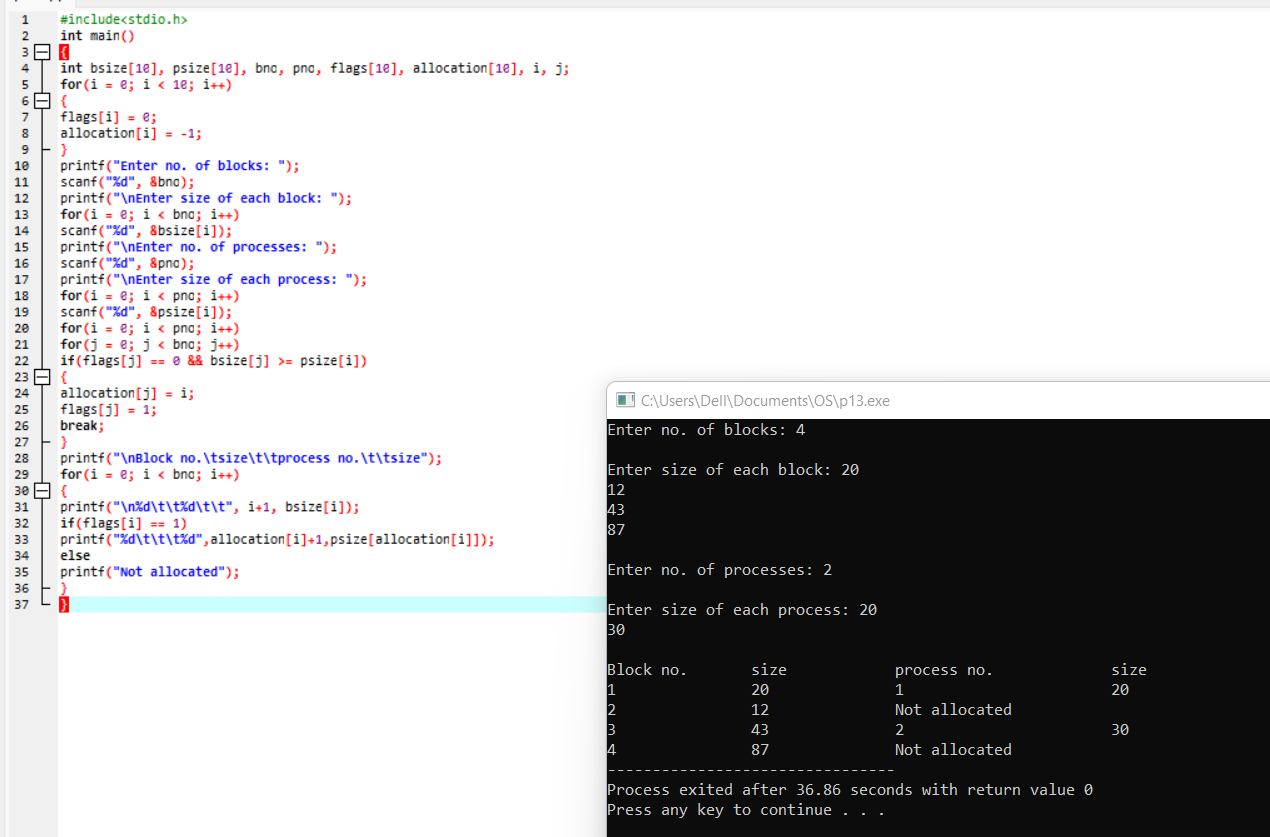 1 #include<stdio.h>
2 int main()
3 {
4 int bsize[10], psize[10], bno, pno, flags[10], allocation[10], i, j;
5 for(i = 0; i < 10; i++)
6 {
7 flags[i] = 0;
8 allocation[i] = -1;
9 }
10 printf("Enter no. of blocks: ");
11 scanf("%d", &bno);
12 printf("\nEnter size of each block: ");
13 for(i = 0; i < bno; i++)
14 scanf("%d", &bsize[i]);
15 printf("\nEnter no. of processes: ");
16 scanf("%d", &pno);
17 printf("\nEnter size of each process: ");
18 for(i = 0; i < pno; i++)
19 scanf("%d", &psize[i]);
20 for(i = 0; i < pno; i++)
21 for(j = 0; j < bno; j++)
22 if(flags[j] == 0 && bsize[j] >= psize[i])
23 {
24 allocation[j] = i;
25 flags[j] = 1;
26 break;
27 }
28 printf("\nBlock no.\tsize\t\tprocess no.\t\tsize");
29 for(i = 0; i < bno; i++)
30 {
31 printf("\n%d\t\t%d\t\t", i+1, bsize[i]);
32 if(flags[i] == 1)
33 printf("%d\t\t\t%d",allocation[i]+1,psize[allocation[i]]);
34 else
35 printf("Not allocated");
36 }
37 }
C:\Users\Dell\Documents\OS\p13.exe
Enter no. of blocks: 4
Enter size of each block: 20
12
43
87
Enter no. of processes: 2
Enter size of each process: 20
30
Block no. size process no. size
1 20 1 20
2 12 Not allocated
3 43 2 30
4 87 Not allocated
--------------------------------
Process exited after 36.86 seconds with return value 0
Press any key to continue . . .